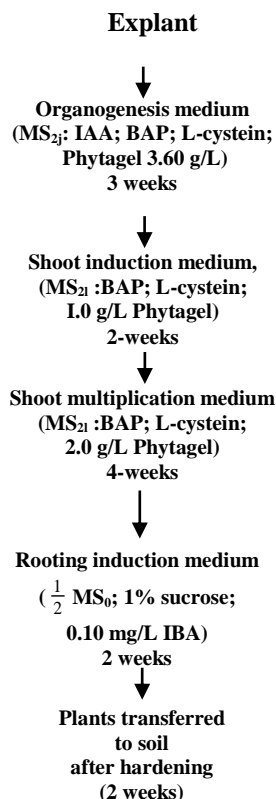 Explant
Organogenesis medium
(MS2j: IAA; BAP; L-cystein;
Phytagel 3.60 g/L)
3 weeks
Shoot induction medium,
(MS2l :BAP; L-cystein;
I.0 g/L Phytagel)
2-weeks
Shoot multiplication medium
(MS2l :BAP; L-cystein;
2.0 g/L Phytagel)
4-weeks
Rooting induction medium
( 1/2 MS0; 1% sucrose;
0.10 mg/L IBA)
2 weeks
Plants transferred
to soil
after hardening
(2 weeks)